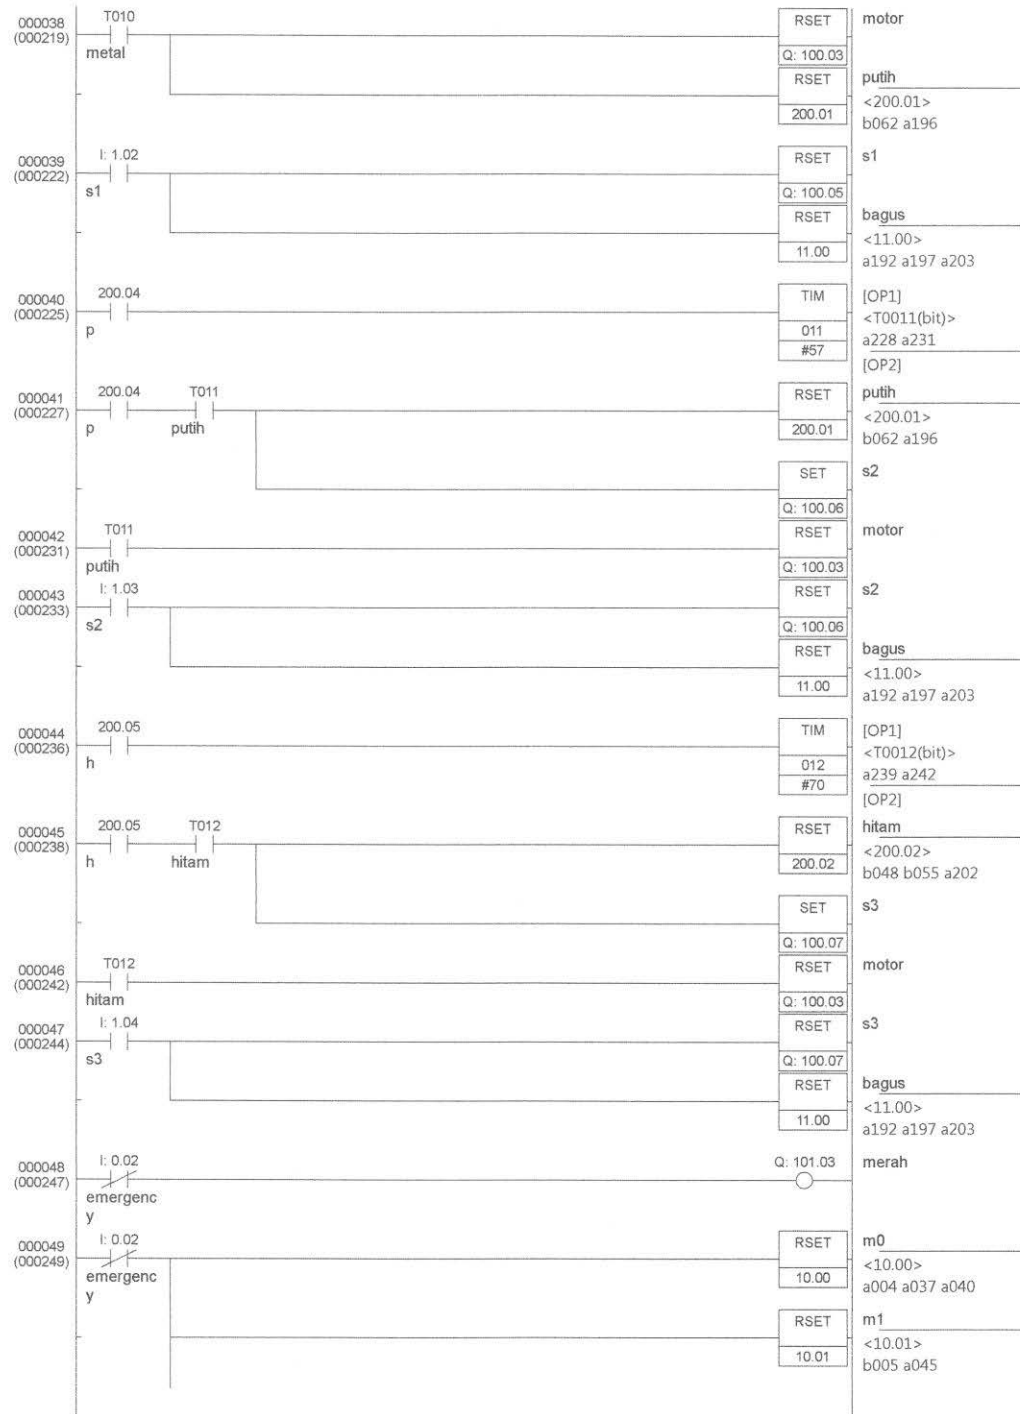 000038
(000219)
T010
metal
RSET
Q: 100.03
motor
RSET
200.01
putih
<200.01>
b062 a196
000039
(000222)
I: 1.02
s1
RSET
Q: 100.05
s1
RSET
11.00
bagus
<11.00>
a192 a197 a203
000040
(000225)
200.04
p
TIM
011
#57
[OP1]
<T0011(bit)>
a228 a231
[OP2]
000041
(000227)
200.04
p
T011
putih
RSET
200.01
putih
<200.01>
b062 a196
SET
Q: 100.06
s2
000042
(000231)
T011
putih
RSET
Q: 100.03
motor
000043
(000233)
I: 1.03
s2
RSET
Q: 100.06
s2
RSET
11.00
bagus
<11.00>
a192 a197 a203
000044
(000236)
200.05
h
TIM
012
#70
[OP1]
<T0012(bit)>
a239 a242
[OP2]
000045
(000238)
200.05
h
T012
hitam
RSET
200.02
hitam
<200.02>
b048 b055 a202
SET
Q: 100.07
s3
000046
(000242)
T012
hitam
RSET
Q: 100.03
motor
000047
(000244)
I: 1.04
s3
RSET
Q: 100.07
s3
RSET
11.00
bagus
<11.00>
a192 a197 a203
000048
(000247)
I: 0.02
emergenc
y
Q: 101.03
merah
000049
(000249)
I: 0.02
emergenc
y
RSET
10.00
m0
<10.00>
a004 a037 a040
RSET
10.01
m1
<10.01>
b005 a045